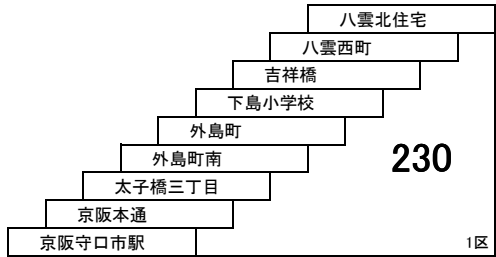 八雲北住宅
八雲西町
吉祥橋
下島小学校
外島町
外島町南
太子橋三丁目
京阪本通
京阪守口市駅
230
1区